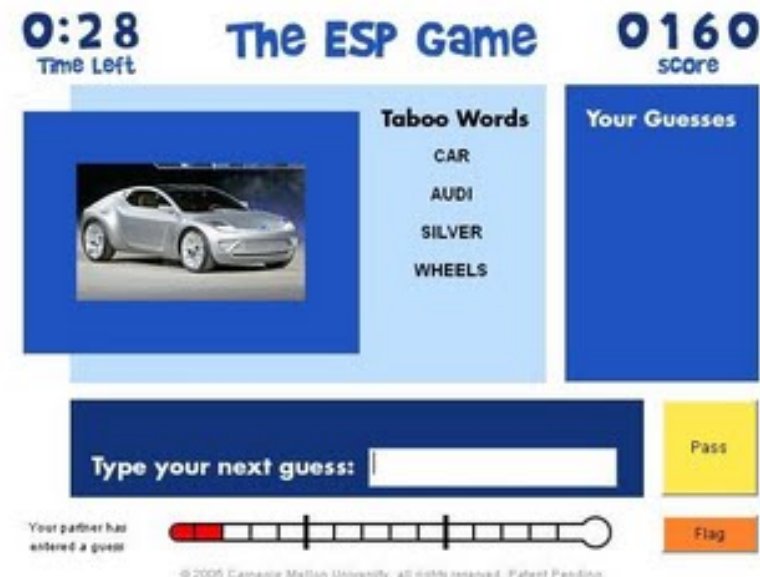 0:28
Time Left
The ESP Game
0160
score
Taboo Words
CAR
AUDI
SILVER
WHEELS
Your Guesses
Type your next guess:
Pass
Your partner has
entered a guess
Flag
© 2005 Carnegie Mellon University, all rights reserved. Patent Pending.